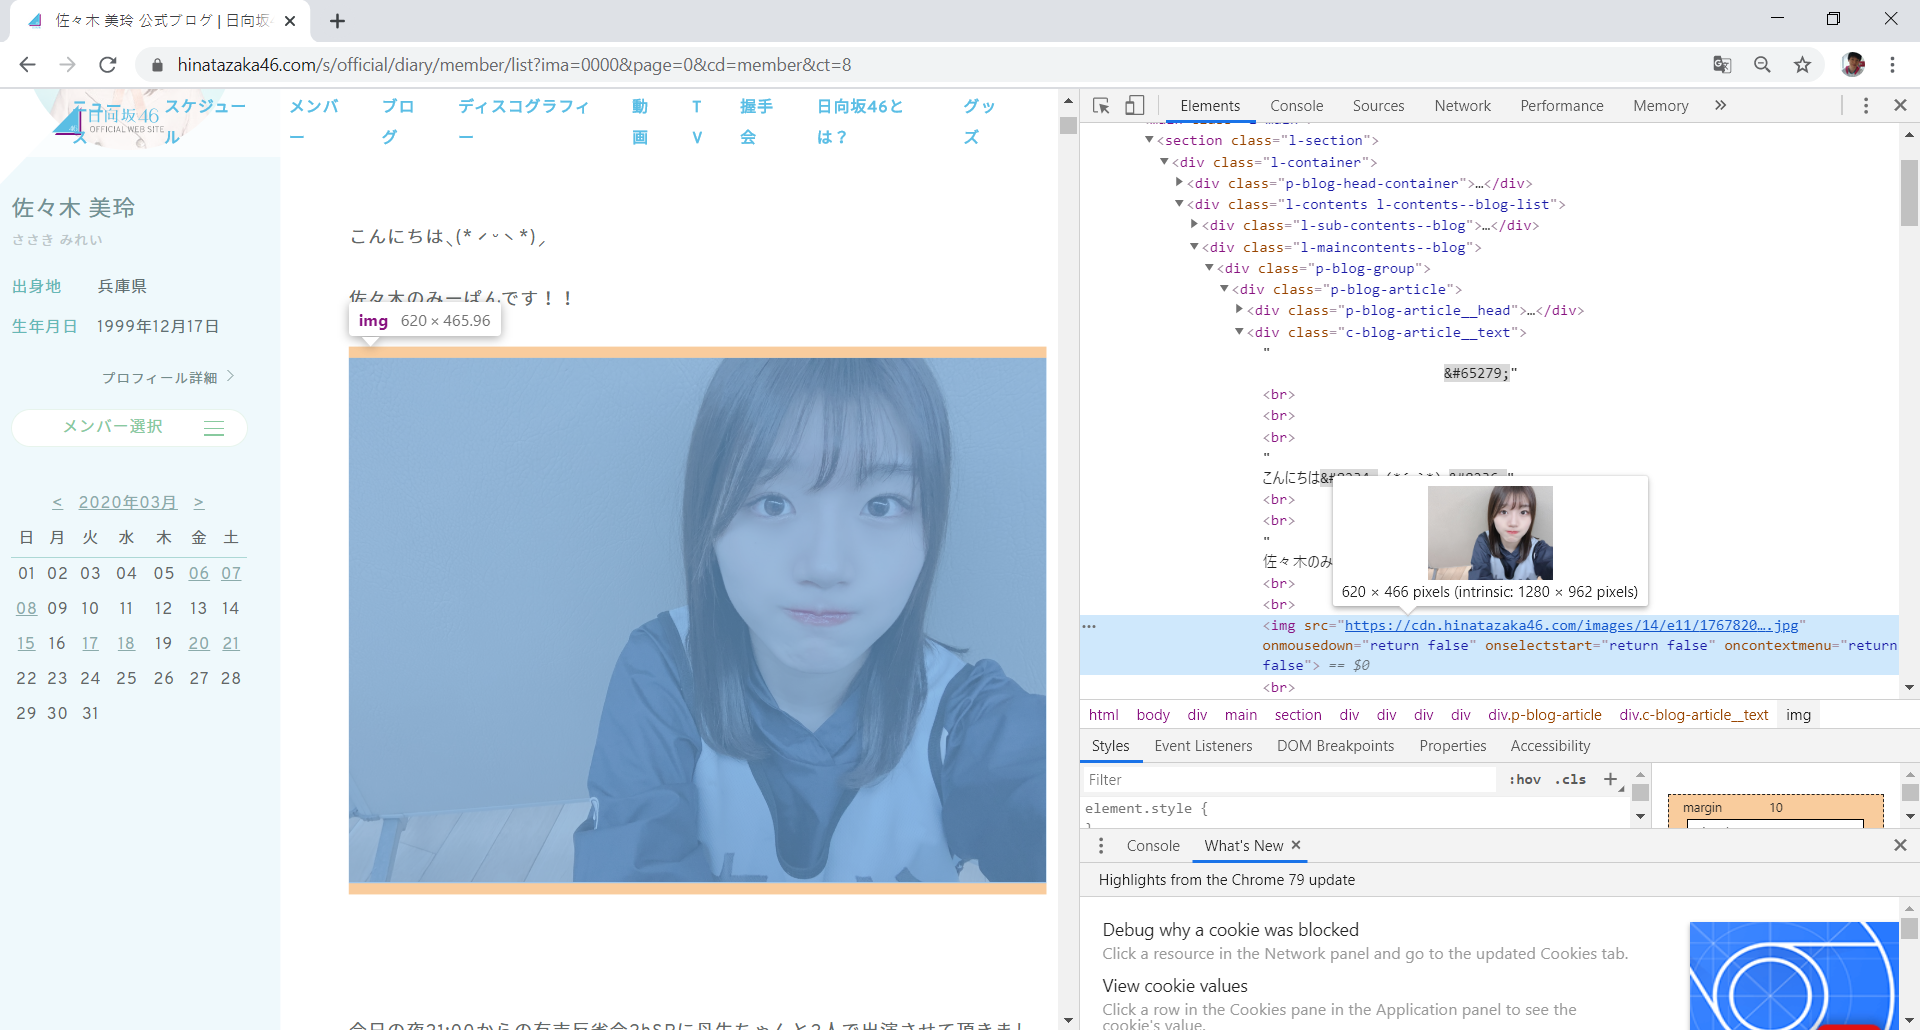 佐々木 美玲 公式ブログ | 日向坂
hinatazaka46.com/s/official/diary/member/list?ima=0000&page=0&cd=member&ct=8
ニュース
スケジュール
メンバー
ブログ
ディスコグラフィー
動画
TV
握手会
日向坂46とは？
グッズ
日向坂46
OFFICIAL WEB SITE
佐々木 美玲
ささき みれい
出身地 兵庫県
生年月日 1999年12月17日
プロフィール詳細
メンバー選択
< 2020年03月 >
日 月 火 水 木 金 土
01 02 03 04 05 06 07
08 09 10 11 12 13 14
15 16 17 18 19 20 21
22 23 24 25 26 27 28
29 30 31
こんにちは
佐々木のみーぱんです！！
img 620 × 465.96
Elements Console Sources Network Performance Memory
<section class="l-section">
<div class="l-container">
<div class="p-blog-head-container">…</div>
<div class="l-contents l-contents--blog-list">
<div class="l-sub-contents--blog">…</div>
<div class="l-maincontents--blog">
<div class="p-blog-group">
<div class="p-blog-article">
<div class="p-blog-article__head">…</div>
<div class="c-blog-article__text">
"
&#65279;"
<br>
<br>
<br>
"
こんにちは
<br>
<br>
"
佐々木のみ
<br>
<br>
620 × 466 pixels (intrinsic: 1280 × 962 pixels)
<img src="https://cdn.hinatazaka46.com/images/14/e11/1767820….jpg"
onmousedown="return false" onselectstart="return false" oncontextmenu="return
false"> == $0
<br>
html body div main section div div div div div.p-blog-article div.c-blog-article__text img
Styles Event Listeners DOM Breakpoints Properties Accessibility
Filter :hov .cls +
element.style {
margin 10
Console What's New
Highlights from the Chrome 79 update
Debug why a cookie was blocked
Click a resource in the Network panel and go to the updated Cookies tab.
View cookie values
Click a row in the Cookies pane in the Application panel to see the
cookie's value.